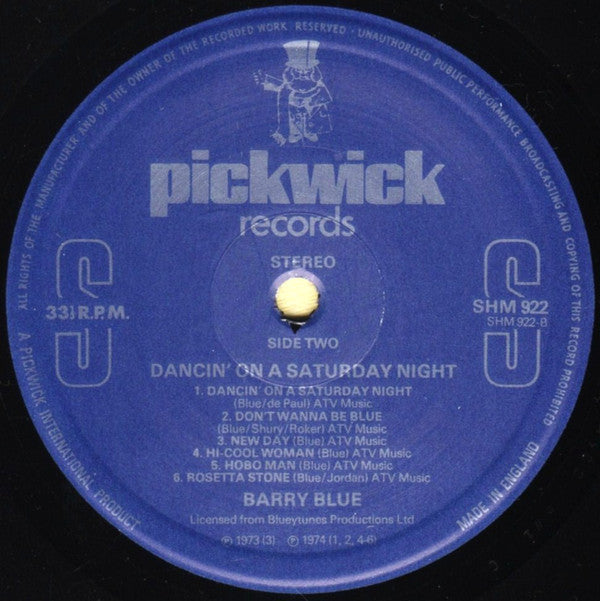 ALL RIGHTS OF THE MANUFACTURER AND OF THE OWNER OF THE RECORDED WORK RESERVED - UNAUTHORISED PUBLIC PERFORMANCE BROADCASTING AND COPYING OF THIS RECORD PROHIBITED
pickwick
records
STEREO
S
S
33⅓ R.P.M.
SHM 922
SHM 922-B
SIDE TWO
DANCIN' ON A SATURDAY NIGHT
1. DANCIN' ON A SATURDAY NIGHT
(Blue/de Paul) ATV Music
2. DON'T WANNA BE BLUE
(Blue/Shury/Roker) ATV Music
3. NEW DAY (Blue) ATV Music
4. HI-COOL WOMAN (Blue) ATV Music
5. HOBO MAN (Blue) ATV Music
6. ROSETTA STONE (Blue/Jordan) ATV Music
BARRY BLUE
Licensed from Blueytunes Productions Ltd
℗ 1973 (3) ℗ 1974 (1, 2, 4-6)
A PICKWICK INTERNATIONAL PRODUCT
MADE IN ENGLAND